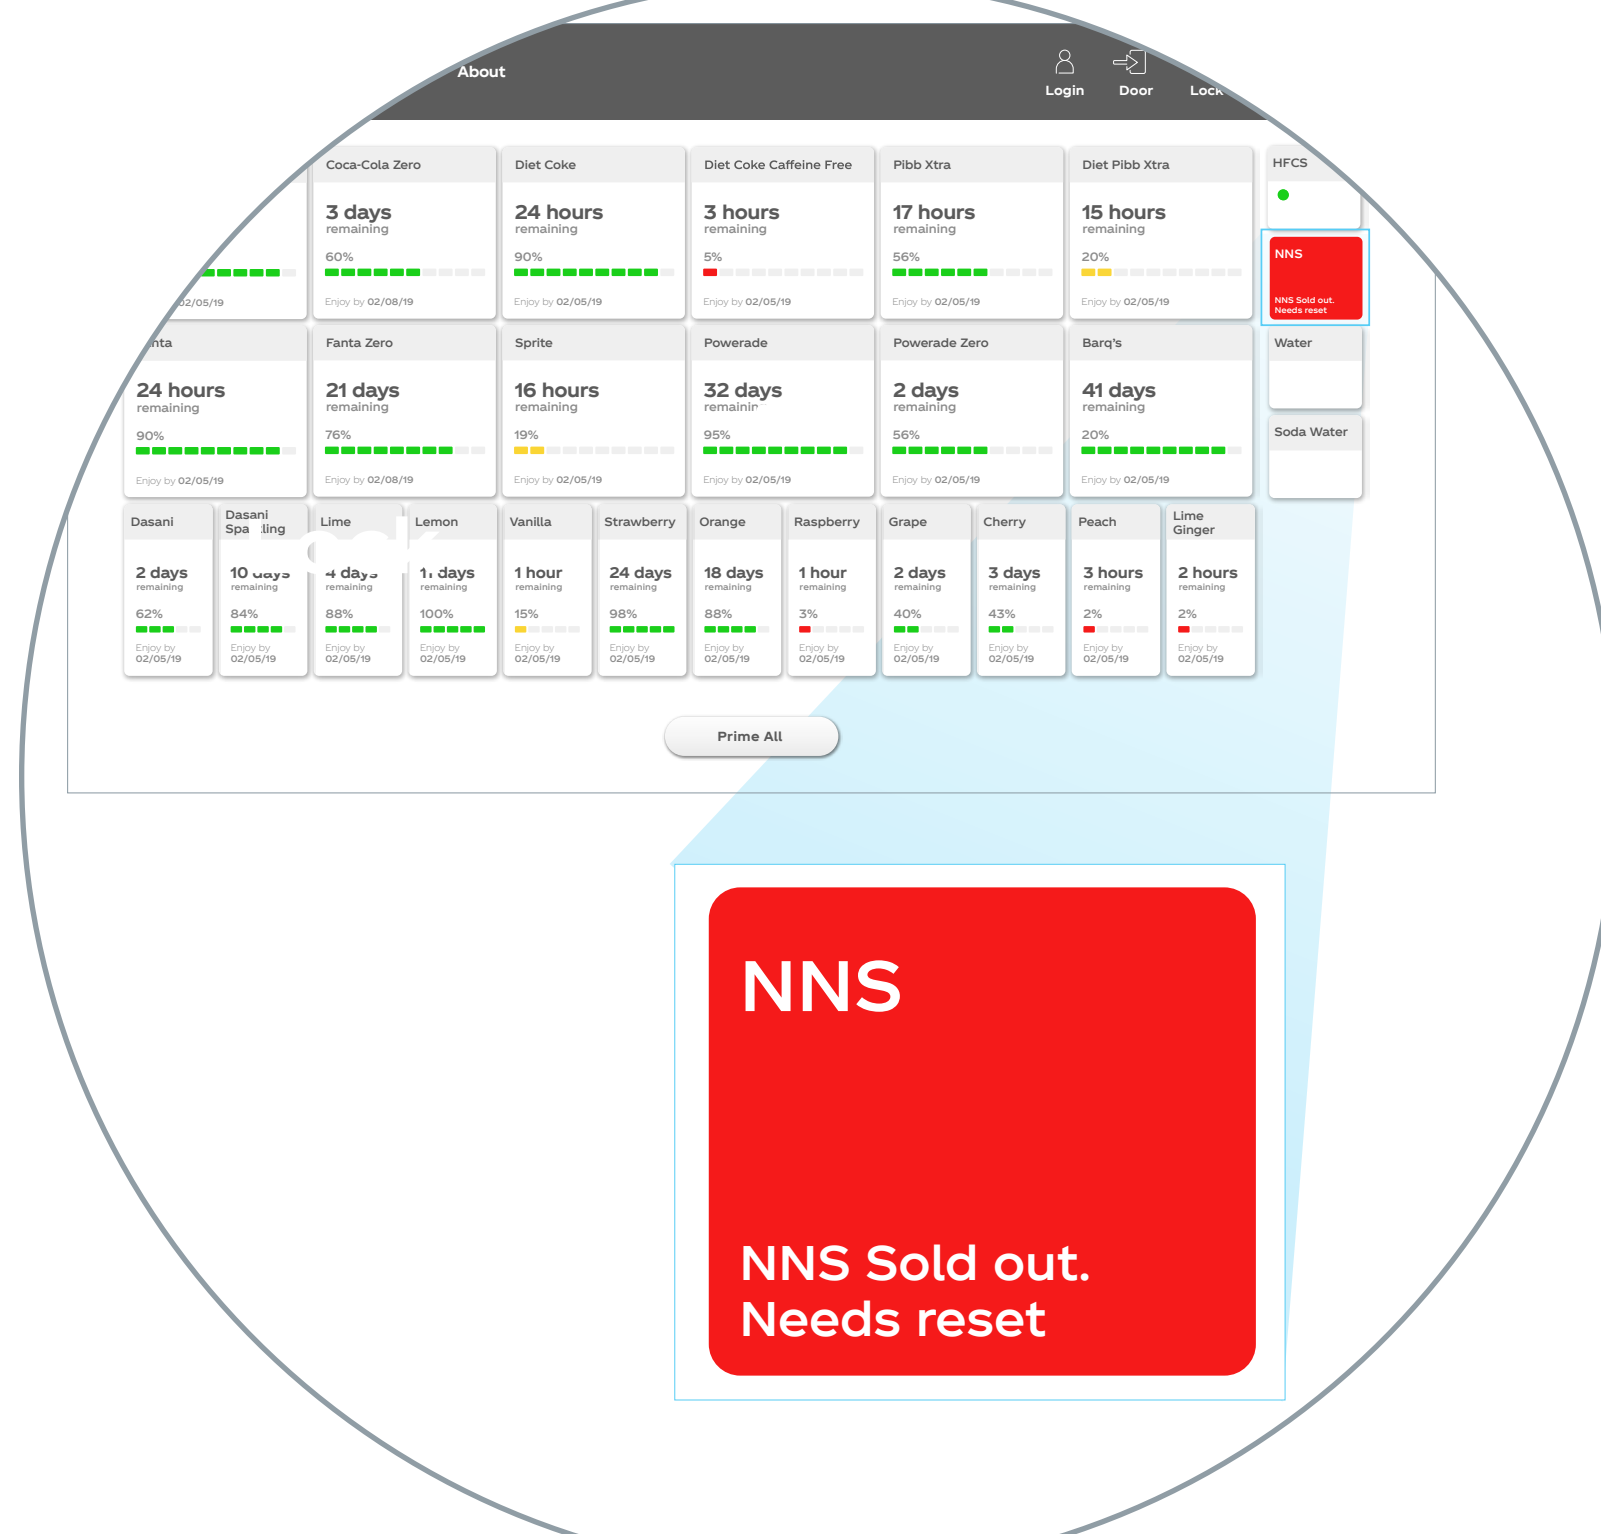 About
Login Door Lock
Coca-Cola Zero
3 days
remaining
60%
Enjoy by 02/08/19
Diet Coke
24 hours
remaining
90%
Enjoy by 02/05/19
Diet Coke Caffeine Free
3 hours
remaining
5%
Enjoy by 02/05/19
Pibb Xtra
17 hours
remaining
56%
Enjoy by 02/05/19
Diet Pibb Xtra
15 hours
remaining
20%
Enjoy by 02/05/19
HFCS
NNS
NNS Sold out.
Needs reset
24 hours
remaining
90%
Enjoy by 02/05/19
Fanta Zero
21 days
remaining
76%
Enjoy by 02/08/19
Sprite
16 hours
remaining
19%
Enjoy by 02/05/19
Powerade
32 days
remaining
95%
Enjoy by 02/05/19
Powerade Zero
2 days
remaining
56%
Enjoy by 02/05/19
Barq's
41 days
remaining
20%
Enjoy by 02/05/19
Water
Soda Water
Dasani
2 days
remaining
62%
Enjoy by
02/05/19
Dasani
Sparkling
10 days
remaining
84%
Enjoy by
02/05/19
Lime
4 days
remaining
88%
Enjoy by
02/05/19
Lemon
11 days
remaining
100%
Enjoy by
02/05/19
Vanilla
1 hour
remaining
15%
Enjoy by
02/05/19
Strawberry
24 days
remaining
98%
Enjoy by
02/05/19
Orange
18 days
remaining
88%
Enjoy by
02/05/19
Raspberry
1 hour
remaining
3%
Enjoy by
02/05/19
Grape
2 days
remaining
40%
Enjoy by
02/05/19
Cherry
3 days
remaining
43%
Enjoy by
02/05/19
Peach
3 hours
remaining
2%
Enjoy by
02/05/19
Lime
Ginger
2 hours
remaining
2%
Enjoy by
02/05/19
Prime All
NNS
NNS Sold out.
Needs reset